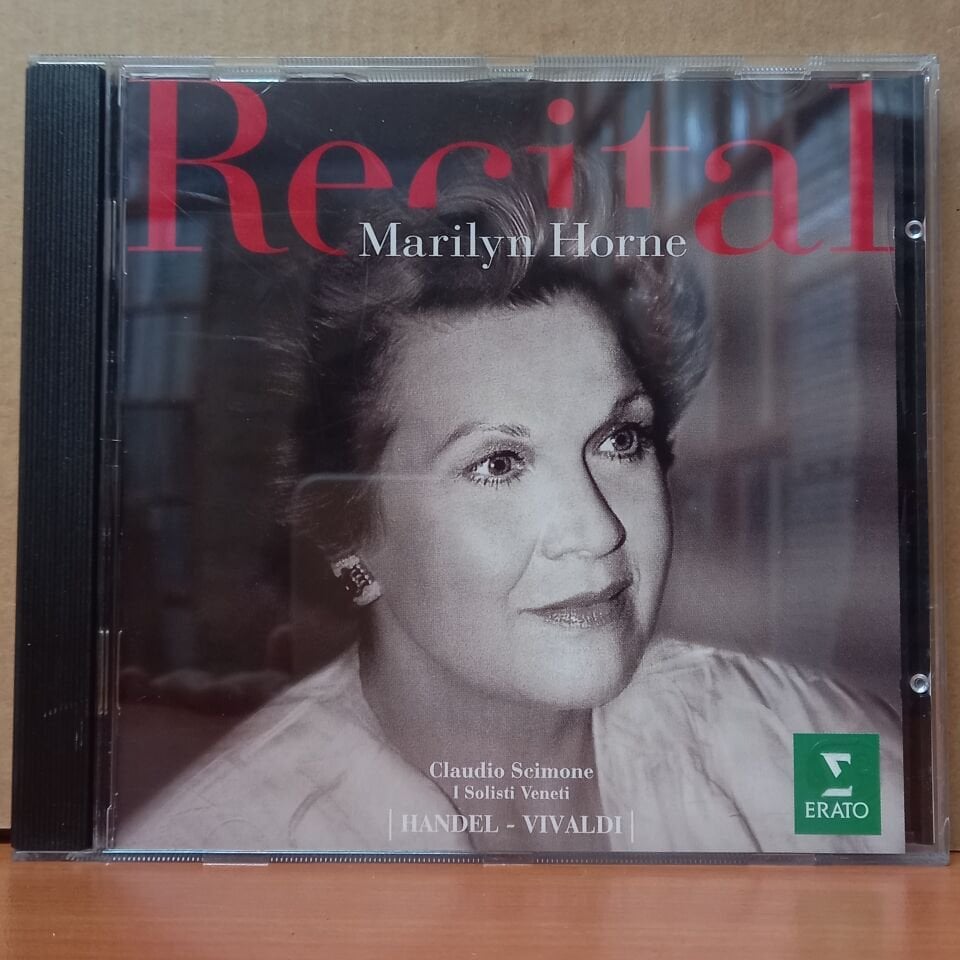 Recital
Marilyn Horne
Claudio Scimone
I Solisti Veneti
| HANDEL - VIVALDI |
ERATO